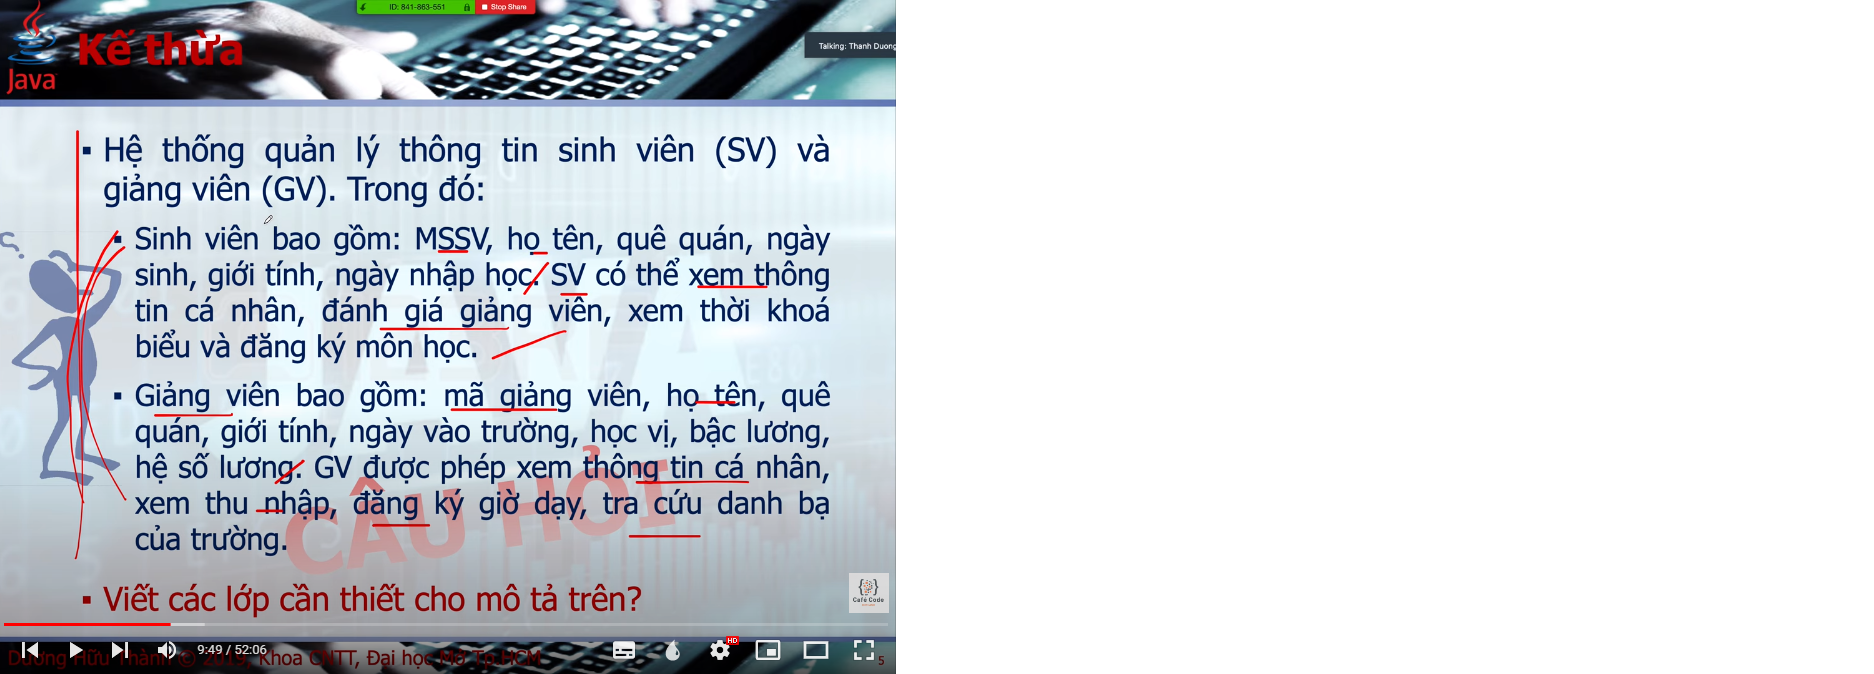 ID: 841-863-551 Stop Share
Talking: Thanh Duong
Java
Kế thừa
▪ Hệ thống quản lý thông tin sinh viên (SV) và
giảng viên (GV). Trong đó:
▪ Sinh viên bao gồm: MSSV, họ tên, quê quán, ngày
sinh, giới tính, ngày nhập học. SV có thể xem thông
tin cá nhân, đánh giá giảng viên, xem thời khoá
biểu và đăng ký môn học.
▪ Giảng viên bao gồm: mã giảng viên, họ tên, quê
quán, giới tính, ngày vào trường, học vị, bậc lương,
hệ số lương. GV được phép xem thông tin cá nhân,
xem thu nhập, đăng ký giờ dạy, tra cứu danh bạ
của trường.
CÂU HỎI
▪ Viết các lớp cần thiết cho mô tả trên?
Café Code
9:49 / 52:06
HD
Dương Hữu Thành © 2019, Khoa CNTT, Đại học Mở Tp.HCM
5